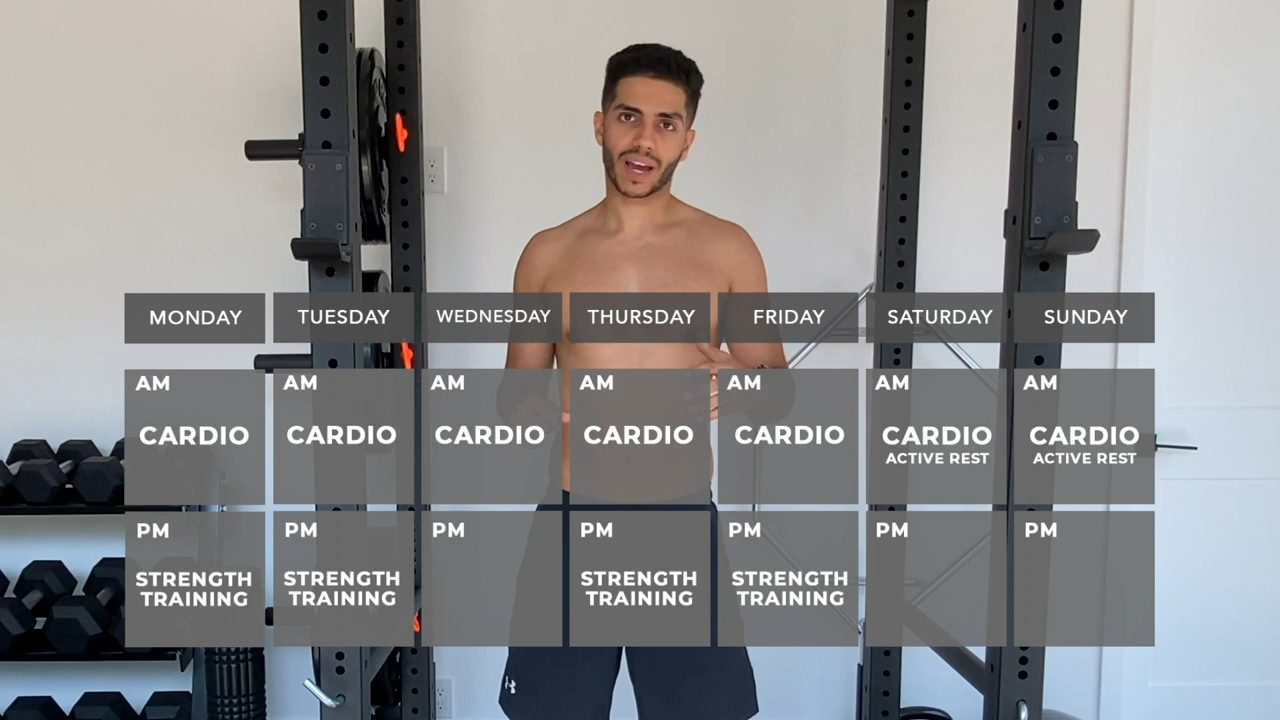 MONDAY
TUESDAY
WEDNESDAY
THURSDAY
FRIDAY
SATURDAY
SUNDAY
AM
AM
AM
AM
AM
AM
AM
CARDIO
CARDIO
CARDIO
CARDIO
CARDIO
CARDIO
ACTIVE REST
CARDIO
ACTIVE REST
PM
PM
PM
PM
PM
PM
PM
STRENGTH
TRAINING
STRENGTH
TRAINING
STRENGTH
TRAINING
STRENGTH
TRAINING